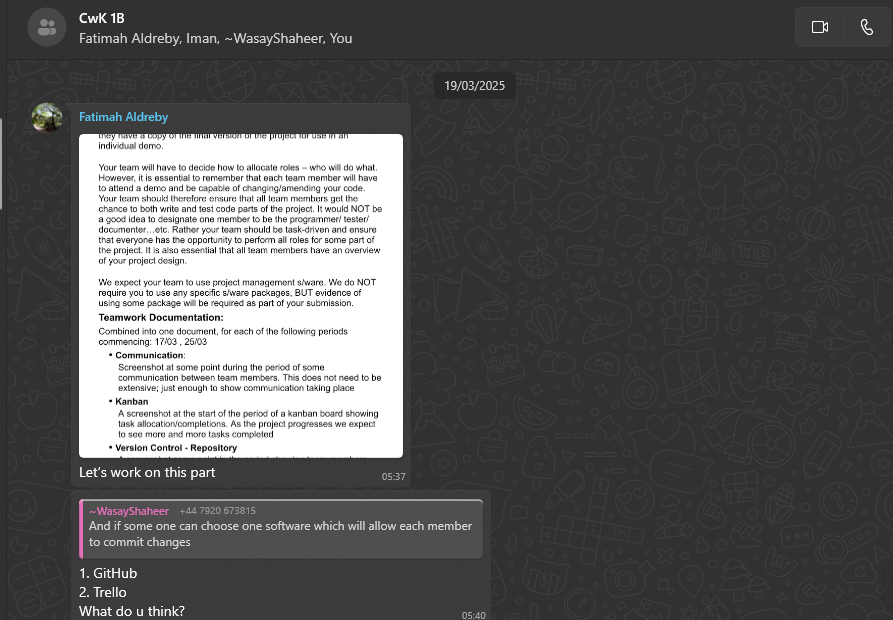 CwK 1B
Fatimah Aldreby, Iman, ~WasayShaheer, You
19/03/2025
Fatimah Aldreby
they have a copy of the final version of the project for use in an
individual demo.
Your team will have to decide how to allocate roles – who will do what.
However, it is essential to remember that each team member will have
to attend a demo and be capable of changing/amending your code.
Your team should therefore ensure that all team members get the
chance to both write and test code parts of the project. It would NOT be
a good idea to designate one member to be the programmer/ tester/
documenter…etc. Rather your team should be task-driven and ensure
that everyone has the opportunity to perform all roles for some part of
the project. It is also essential that all team members have an overview
of your project design.
We expect your team to use project management s/ware. We do NOT
require you to use any specific s/ware packages, BUT evidence of
using some package will be required as part of your submission.
Teamwork Documentation:
Combined into one document, for each of the following periods
commencing: 17/03 , 25/03
• Communication:
Screenshot at some point during the period of some
communication between team members. This does not need to be
extensive; just enough to show communication taking place
• Kanban
A screenshot at the start of the period of a kanban board showing
task allocation/completions. As the project progresses we expect
to see more and more tasks completed
• Version Control - Repository
Let's work on this part
05:37
~WasayShaheer +44 7920 673815
And if some one can choose one software which will allow each member
to commit changes
1. GitHub
2. Trello
What do u think?
05:40